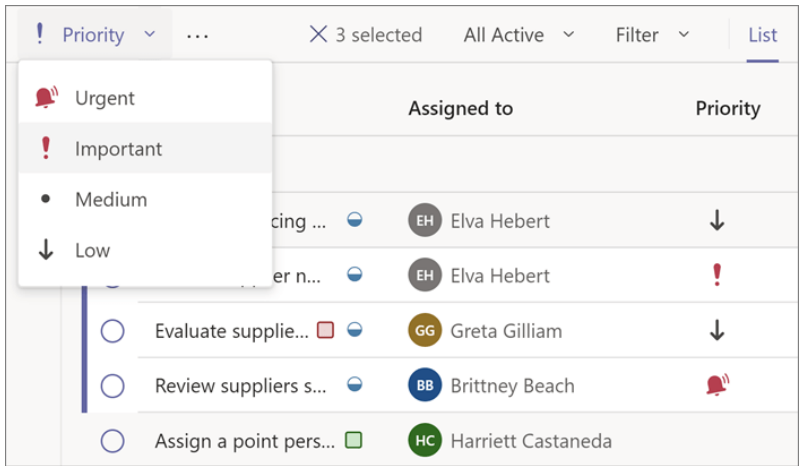 Priority ... 3 selected All Active Filter List
Urgent
Assigned to Priority
Important
Medium
Low
cing ... EH Elva Hebert
er n... EH Elva Hebert
Evaluate supplie... GG Greta Gilliam
Review suppliers s... BB Brittney Beach
Assign a point pers... HC Harriett Castaneda